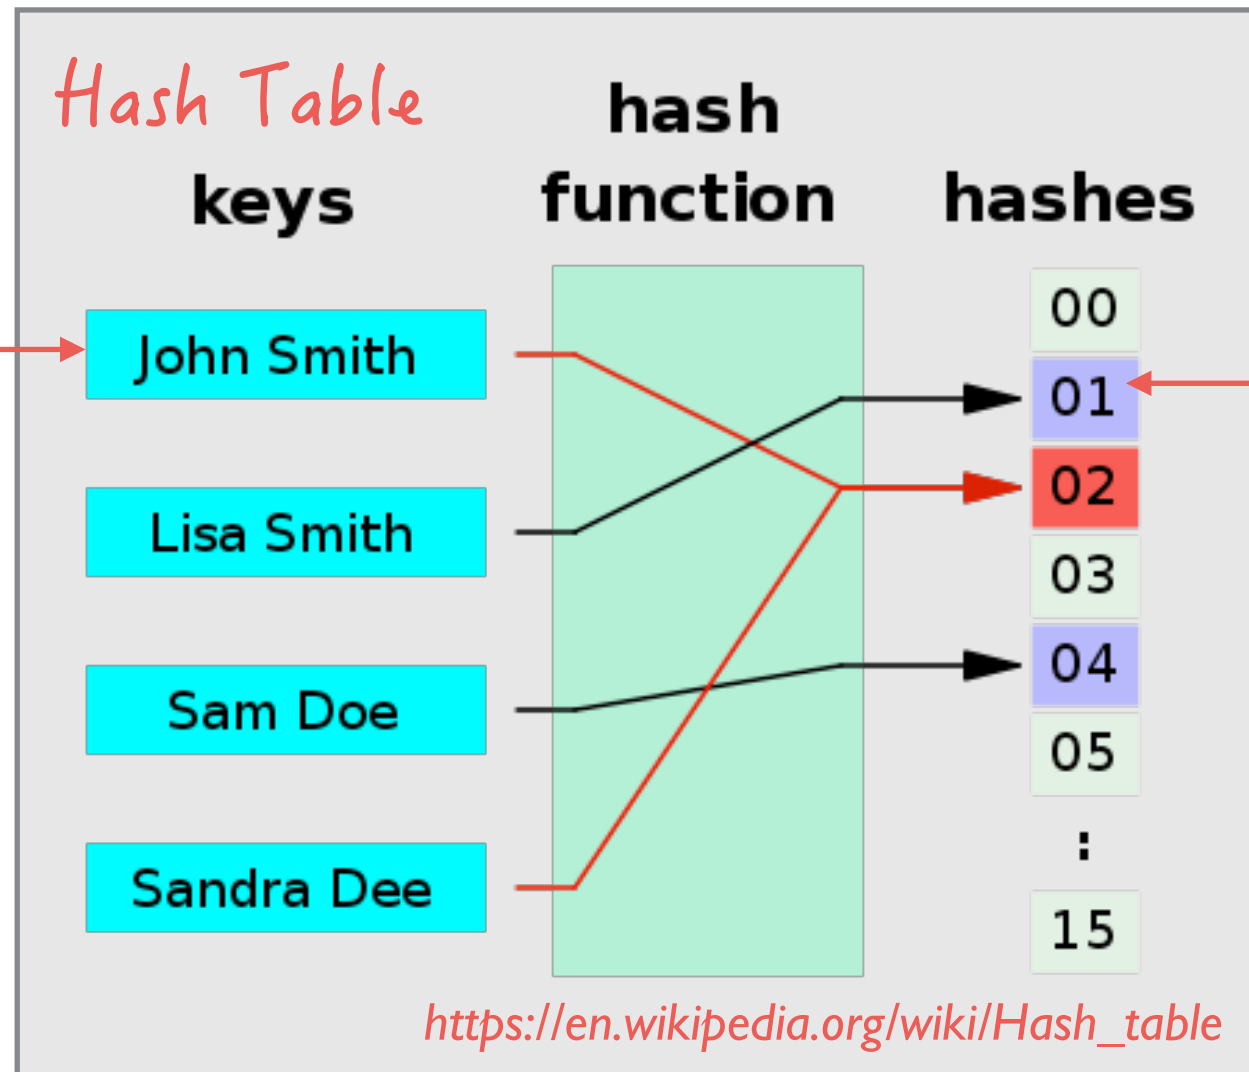 Hash Table
keys
hash
function
hashes
John Smith
Lisa Smith
Sam Doe
Sandra Dee
00
01
02
03
04
05
:
15
https://en.wikipedia.org/wiki/Hash_table